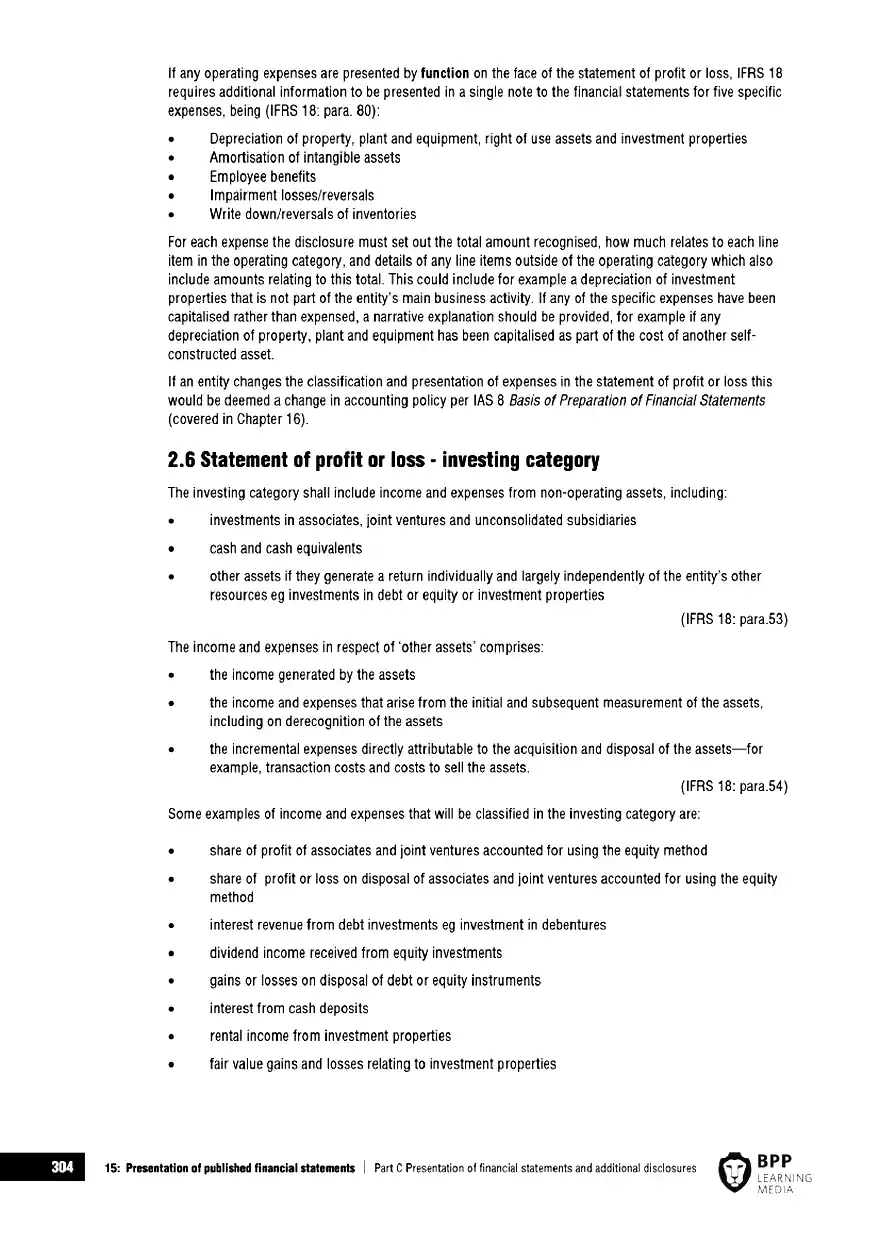 If any operating expenses are presented by function on the face of the statement of profit or loss, IFRS 18
requires additional information to be presented in a single note to the financial statements for five specific
expenses, being (IFRS 18: para. 80):
• Depreciation of property, plant and equipment, right of use assets and investment properties
• Amortisation of intangible assets
• Employee benefits
• Impairment losses/reversals
• Write down/reversals of inventories
For each expense the disclosure must set out the total amount recognised, how much relates to each line
item in the operating category, and details of any line items outside of the operating category which also
include amounts relating to this total. This could include for example a depreciation of investment
properties that is not part of the entity's main business activity. If any of the specific expenses have been
capitalised rather than expensed, a narrative explanation should be provided, for example if any
depreciation of property, plant and equipment has been capitalised as part of the cost of another self-
constructed asset.
If an entity changes the classification and presentation of expenses in the statement of profit or loss this
would be deemed a change in accounting policy per IAS 8 Basis of Preparation of Financial Statements
(covered in Chapter 16).
2.6 Statement of profit or loss - investing category
The investing category shall include income and expenses from non-operating assets, including:
• investments in associates, joint ventures and unconsolidated subsidiaries
• cash and cash equivalents
• other assets if they generate a return individually and largely independently of the entity's other
resources eg investments in debt or equity or investment properties
(IFRS 18: para.53)
The income and expenses in respect of 'other assets' comprises:
• the income generated by the assets
• the income and expenses that arise from the initial and subsequent measurement of the assets,
including on derecognition of the assets
• the incremental expenses directly attributable to the acquisition and disposal of the assets—for
example, transaction costs and costs to sell the assets.
(IFRS 18: para.54)
Some examples of income and expenses that will be classified in the investing category are:
• share of profit of associates and joint ventures accounted for using the equity method
• share of profit or loss on disposal of associates and joint ventures accounted for using the equity
method
• interest revenue from debt investments eg investment in debentures
• dividend income received from equity investments
• gains or losses on disposal of debt or equity instruments
• interest from cash deposits
• rental income from investment properties
• fair value gains and losses relating to investment properties
304 15: Presentation of published financial statements | Part C Presentation of financial statements and additional disclosures
BPP
LEARNING
MEDIA